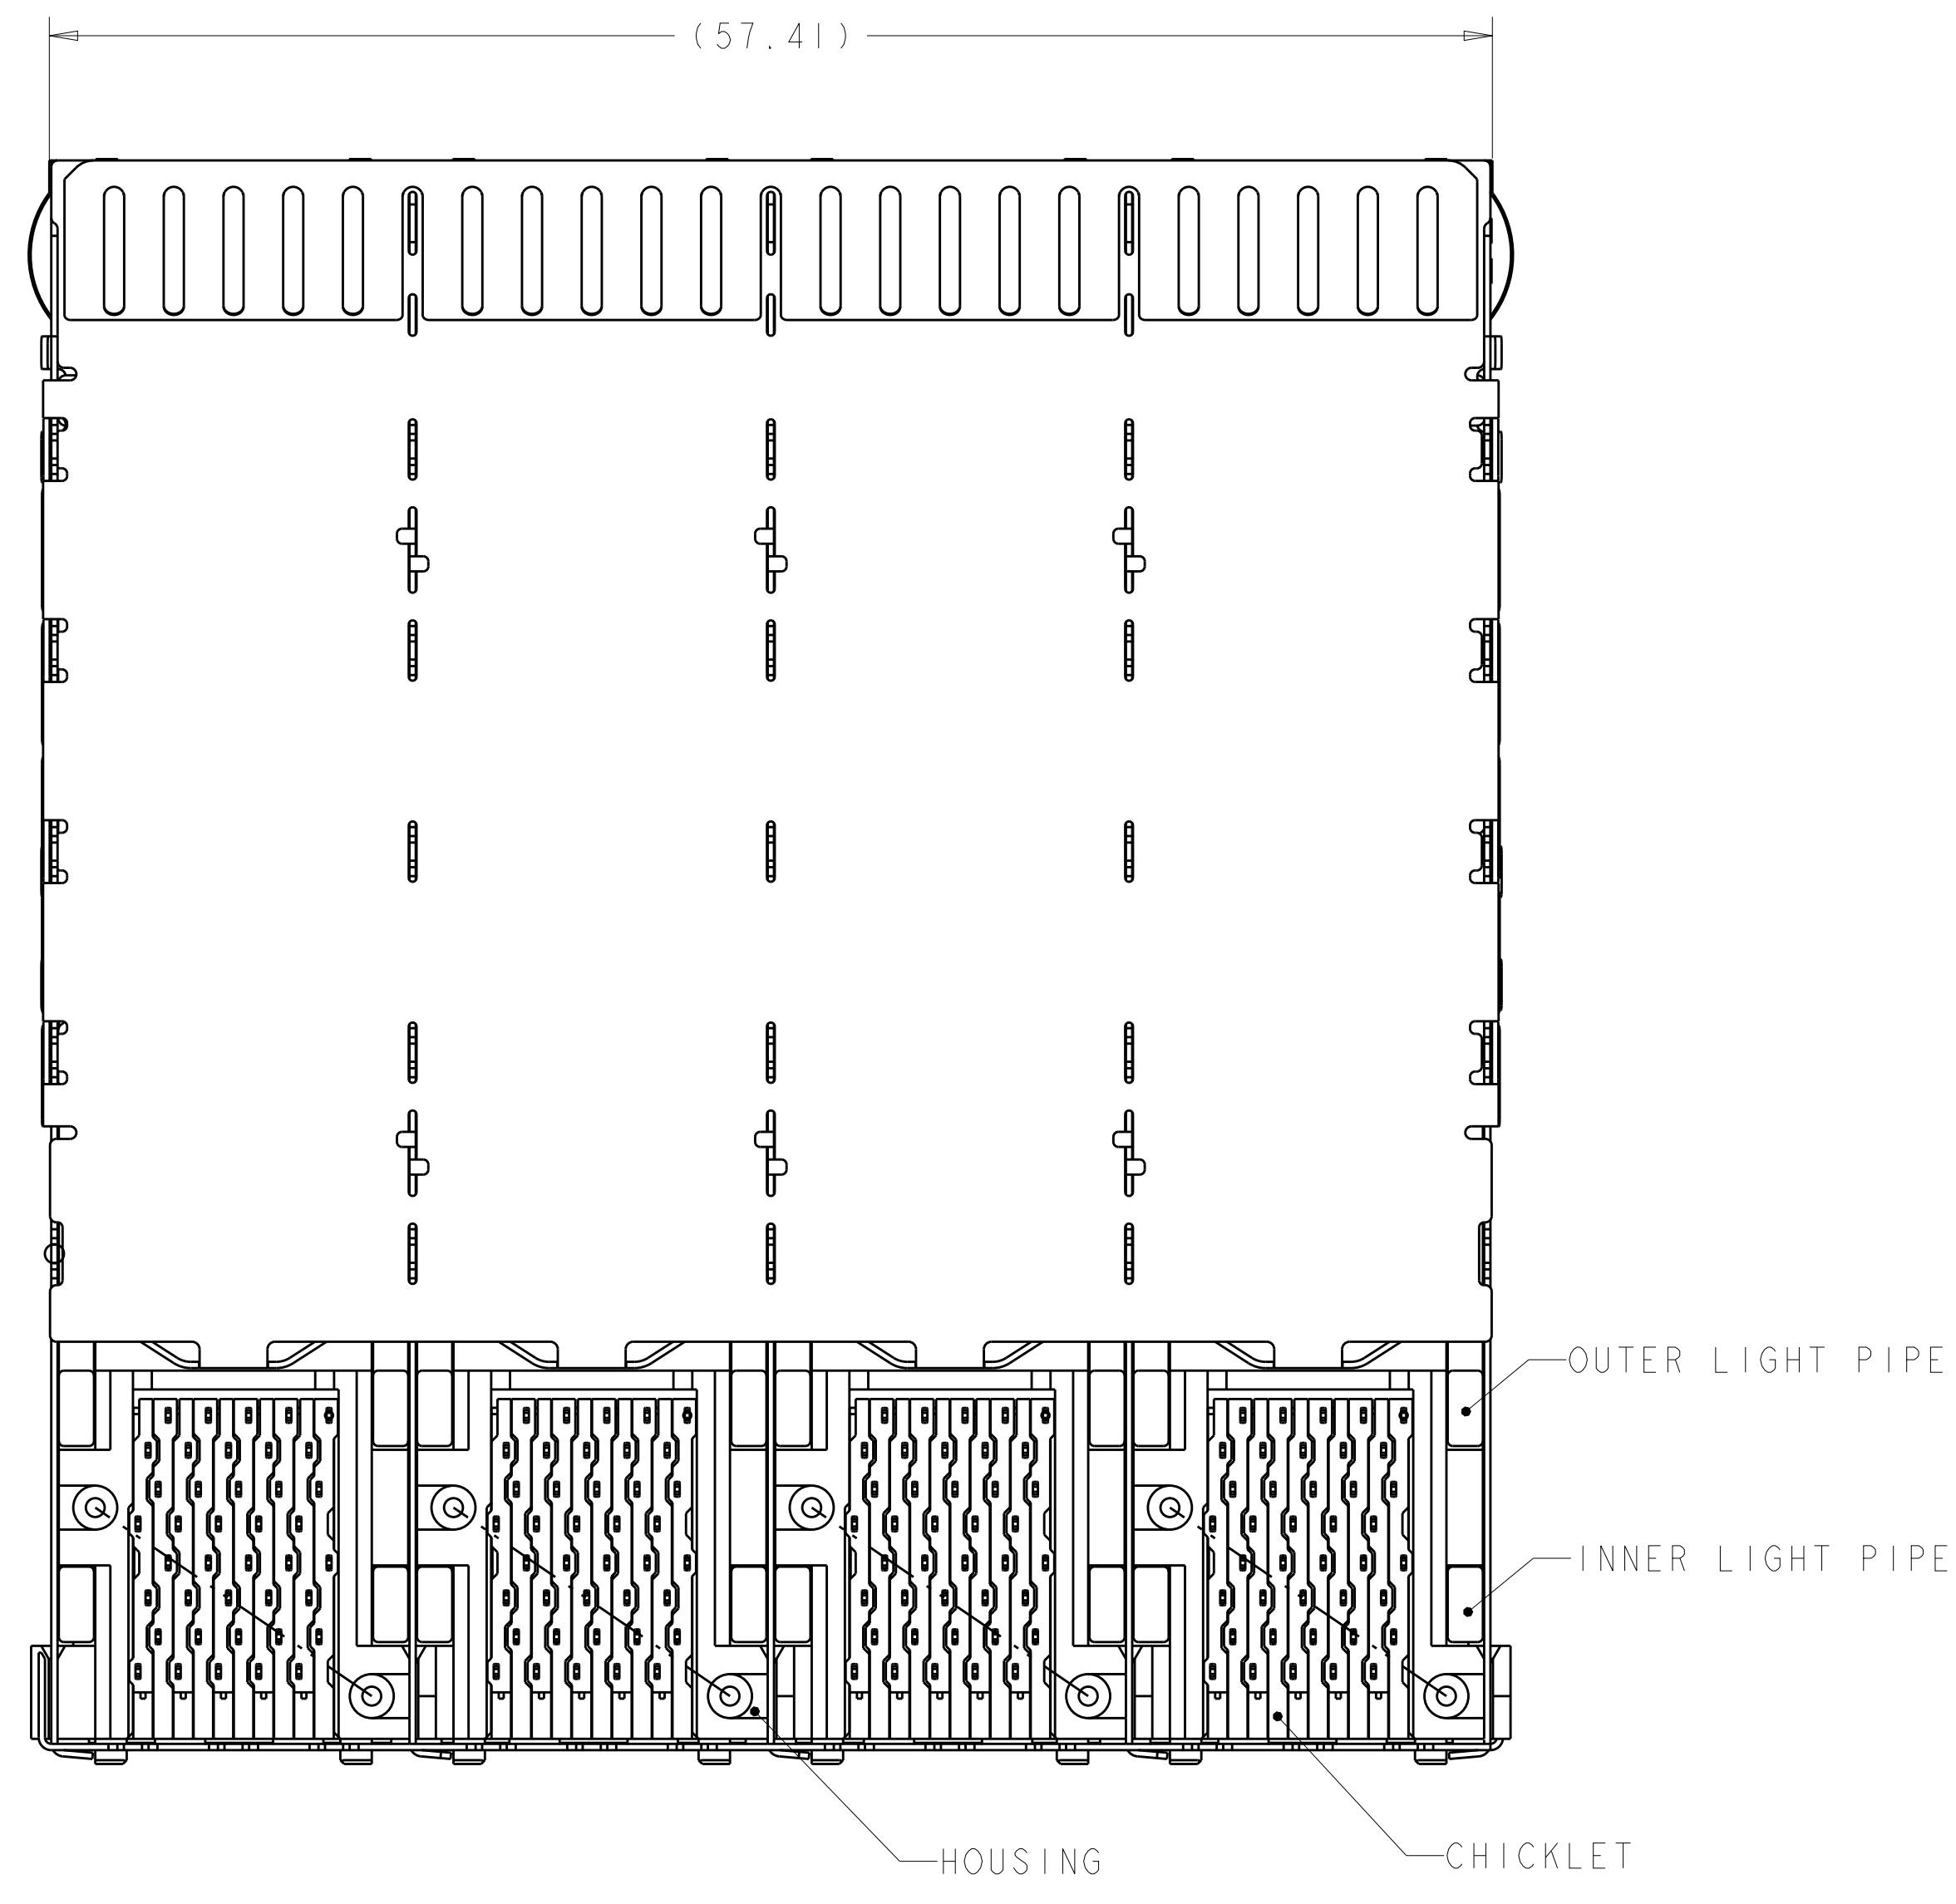 (57.41)
OUTER LIGHT PIPE
INNER LIGHT PIPE
HOUSING
CHICKLET